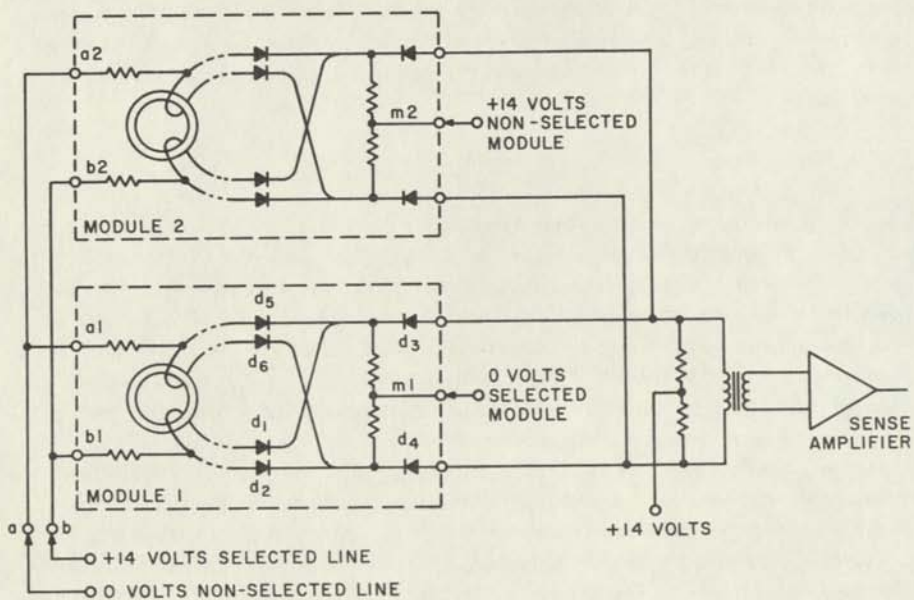 a2
m2
+14 VOLTS
NON-SELECTED
MODULE
b2
MODULE 2
d5
a1
d6
d3
m1
0 VOLTS
SELECTED
MODULE
d1
b1
d4
SENSE
AMPLIFIER
MODULE 1
d2
a b
+14 VOLTS
+14 VOLTS SELECTED LINE
0 VOLTS NON-SELECTED LINE